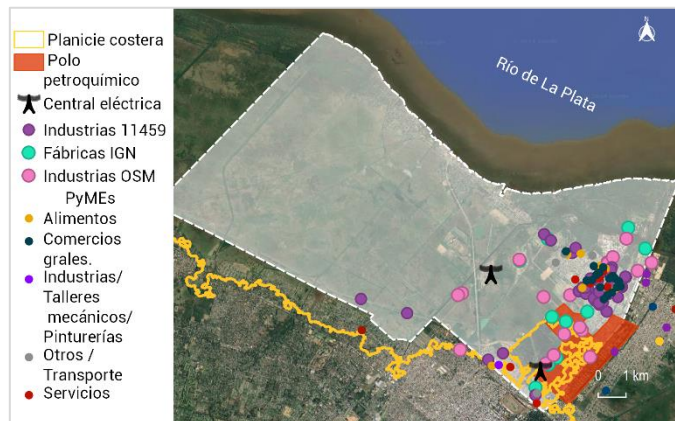 Planicie costera
Polo
petroquímico
Central eléctrica
Industrias 11459
Fábricas IGN
Industrias OSM
PyMEs
Alimentos
Comercios
grales.
Industrias/
Talleres
mecánicos/
Pinturerías
Otros /
Transporte
Servicios
N
Río de La Plata
0 1 km